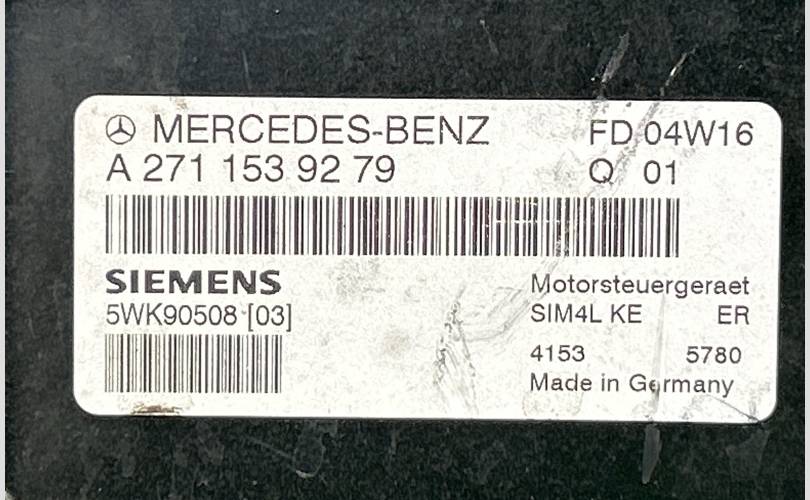 MERCEDES-BENZ FD 04W16
A 271 153 92 79 Q 01
SIEMENS
5WK90508 [03]
Motorsteuergeraet
SIM4L KE ER
4153 5780
Made in Germany